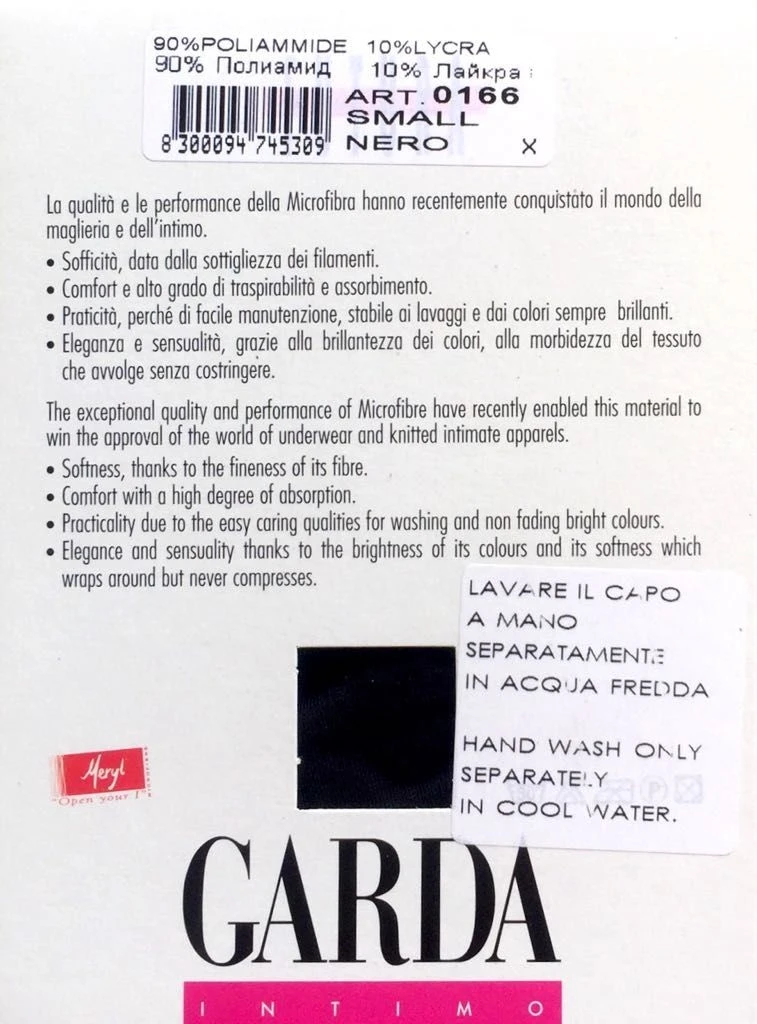 90%POLIAMMIDE 10%LYCRA
90% Полиамид 10% Лайкра
ART. 0166
SMALL
8 300094 745309 NERO X
La qualità e le performance della Microfibra hanno recentemente conquistato il mondo della
maglieria e dell'intimo.
• Sofficità, data dalla sottigliezza dei filamenti.
• Comfort e alto grado di traspirabilità e assorbimento.
• Praticità, perché di facile manutenzione, stabile ai lavaggi e dai colori sempre brillanti.
• Eleganza e sensualità, grazie alla brillantezza dei colori, alla morbidezza del tessuto
che avvolge senza costringere.
The exceptional quality and performance of Microfibre have recently enabled this material to
win the approval of the world of underwear and knitted intimate apparels.
• Softness, thanks to the fineness of its fibre.
• Comfort with a high degree of absorption.
• Practicality due to the easy caring qualities for washing and non fading bright colours.
• Elegance and sensuality thanks to the brightness of its colours and its softness which
wraps around but never compresses.
LAVARE IL CAPO
A MANO
SEPARATAMENTE
IN ACQUA FREDDA
HAND WASH ONLY
SEPARATELY
IN COOL WATER.
Meryl
"Open your I"
GARDA
INTIMO